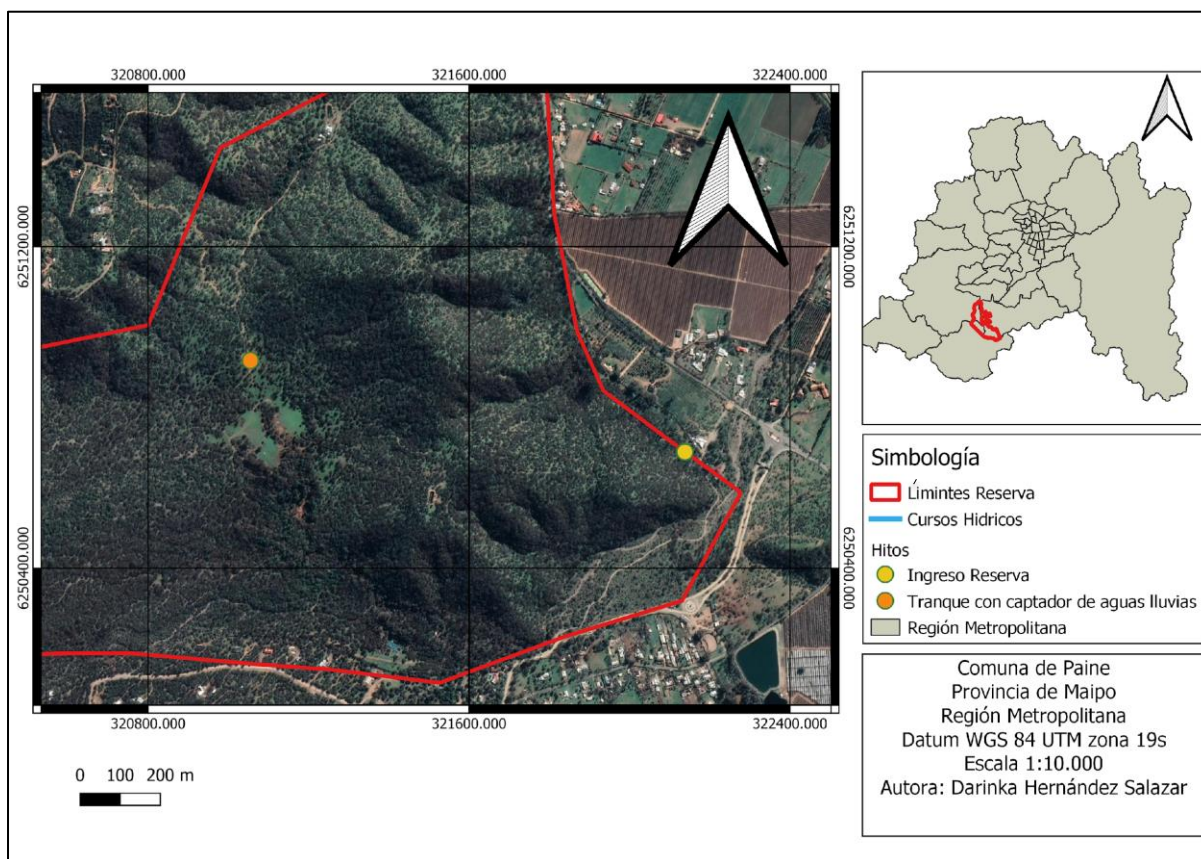 320800.000 321600.000 322400.000
6251200.000 6251200.000
6250400.000 6250400.000
320800.000 321600.000 322400.000
0 100 200 m
Simbología
Límintes Reserva
Cursos Hidricos
Hitos
Ingreso Reserva
Tranque con captador de aguas lluvias
Región Metropolitana
Comuna de Paine
Provincia de Maipo
Región Metropolitana
Datum WGS 84 UTM zona 19s
Escala 1:10.000
Autora: Darinka Hernández Salazar